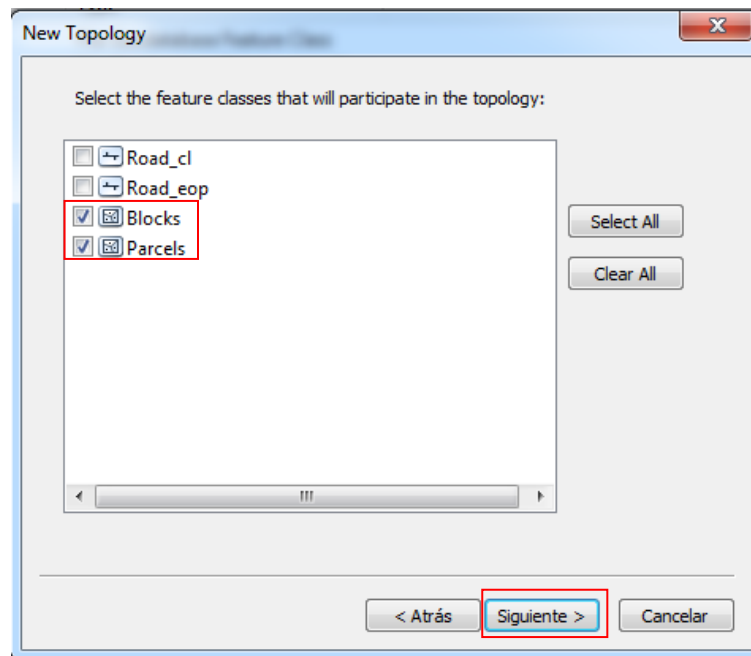 New Topology
Select the feature classes that will participate in the topology:
Road_cl
Road_eop
Blocks
Parcels
Select All
Clear All
< Atrás
Siguiente >
Cancelar